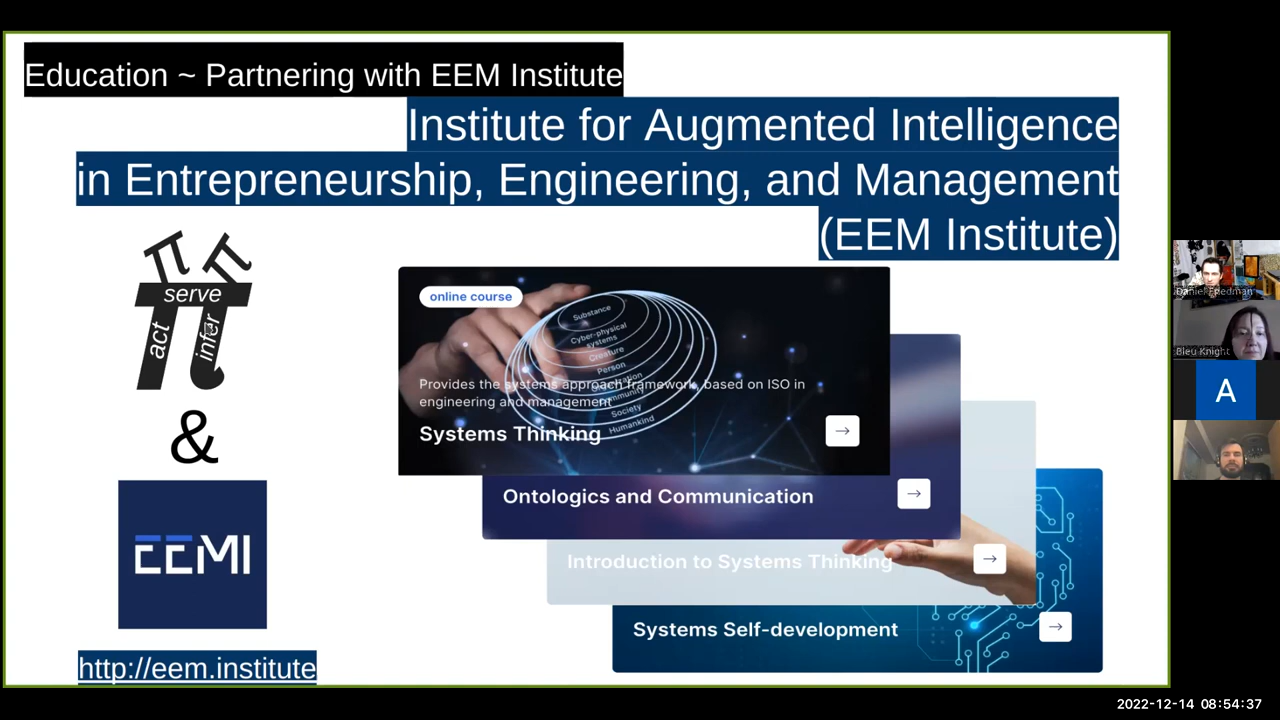 Education ~ Partnering with EEM Institute
Institute for Augmented Intelligence
in Entrepreneurship, Engineering, and Management
(EEM Institute)
π π
serve
π
act
infer
&
EEMI
http://eem.institute
online course
Substance
Cyber-physical
systems
Creature
Person
Community
Society
Humankind
Provides the systems approach framework, based on ISO in
engineering and management
Systems Thinking
→
Ontologics and Communication
→
Introduction to Systems Thinking
→
Systems Self-development
→
Daniel Friedman
Bleu Knight
A
2022-12-14 08:54:37